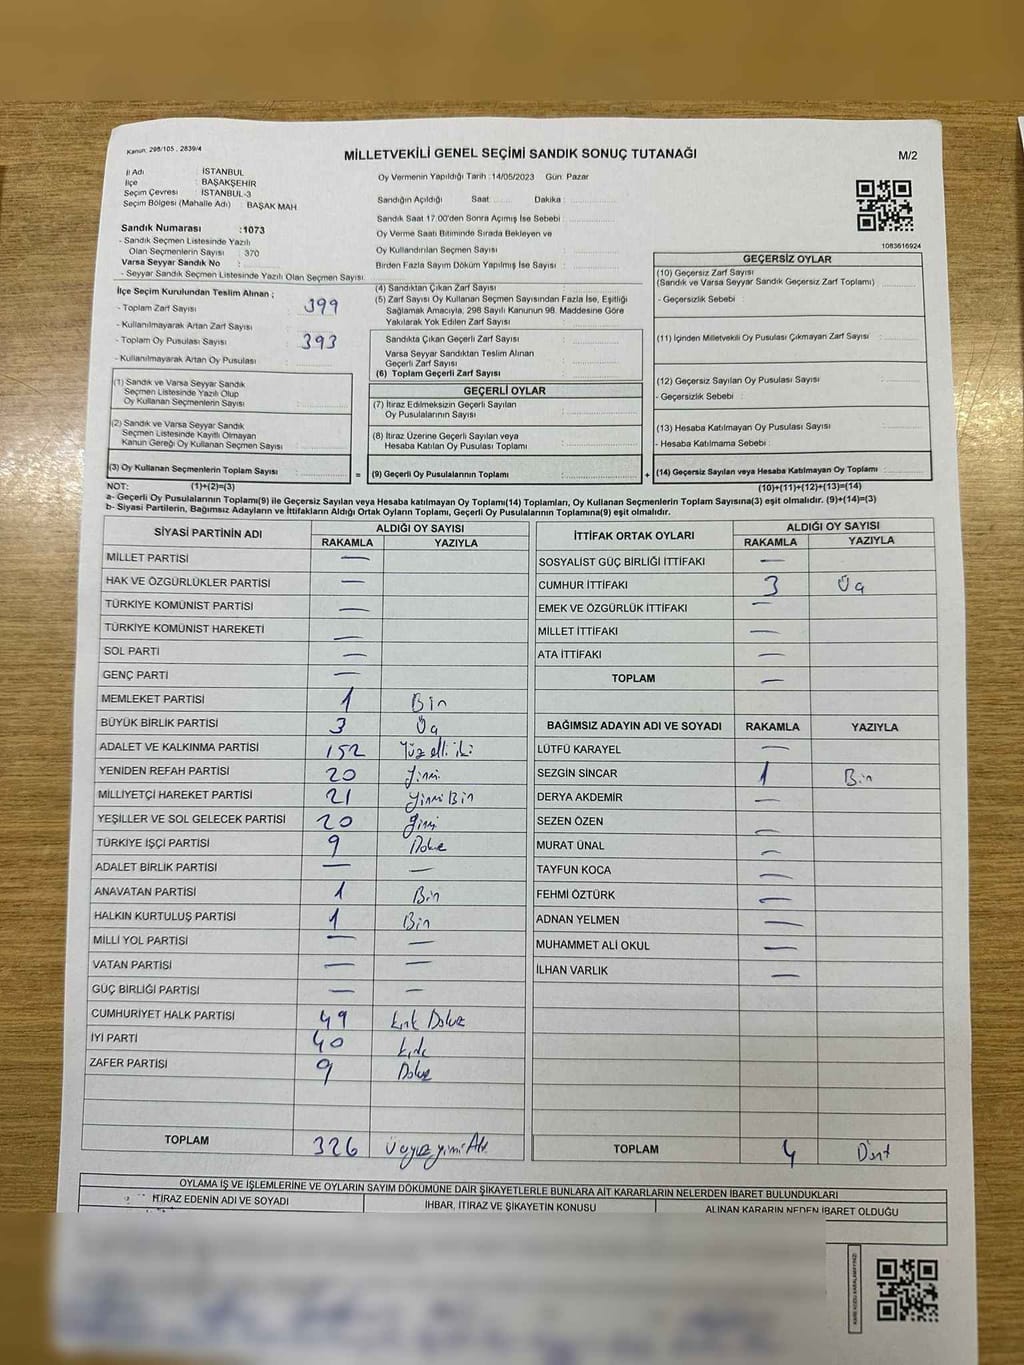 Kanun, 298/105 , 2839/4
MİLLETVEKİLİ GENEL SEÇİMİ SANDIK SONUÇ TUTANAĞI
M/2
İl Adı : İSTANBUL
İlçe : BAŞAKŞEHİR
Seçim Çevresi : İSTANBUL-3
Seçim Bölgesi (Mahalle Adı) : BAŞAK MAH
Sandık Numarası :1073
- Sandık Seçmen Listesinde Yazılı
Olan Seçmenlerin Sayısı : 370
Varsa Seyyar Sandık No :
- Seyyar Sandık Seçmen Listesinde Yazılı Olan Seçmen Sayısı
Oy Vermenin Yapıldığı Tarih :14/05/2023 Gün: Pazar
Sandığın Açıldığı Saat: Dakika :
Sandık Saat 17.00'den Sonra Açımış İse Sebebi :
Oy Verme Saati Bitiminde Sırada Bekleyen ve
Oy Kullandırılan Seçmen Sayısı :
Birden Fazla Sayım Döküm Yapılmış İse Sayısı :
1083616924
İlçe Seçim Kurulundan Teslim Alınan ;
- Toplam Zarf Sayısı : 399
- Kullanılmayarak Artan Zarf Sayısı :
- Toplam Oy Pusulası Sayısı : 393
- Kullanılmayarak Artan Oy Pusulası :
(1) Sandık ve Varsa Seyyar Sandık
Seçmen Listesinde Yazılı Olup
Oy Kullanan Seçmenlerin Sayısı :
(2) Sandık ve Varsa Seyyar Sandık
Seçmen Listesinde Kayıtlı Olmayan
Kanun Gereği Oy Kullanan Seçmen Sayısı :
(3) Oy Kullanan Seçmenlerin Toplam Sayısı : =
(4) Sandıktan Çıkan Zarf Sayısı :
(5) Zarf Sayısı Oy Kullanan Seçmen Sayısından Fazla İse, Eşitliği
Sağlamak Amacıyla, 298 Sayılı Kanunun 98. Maddesine Göre
Yakılarak Yok Edilen Zarf Sayısı :
Sandıkta Çıkan Geçerli Zarf Sayısı :
Varsa Seyyar Sandıktan Teslim Alınan
Geçerli Zarf Sayısı :
(6) Toplam Geçerli Zarf Sayısı :
GEÇERLİ OYLAR
(7) İtiraz Edilmeksizin Geçerli Sayılan
Oy Pusulalarının Sayısı :
(8) İtiraz Üzerine Geçerli Sayılan veya
Hesaba Katılan Oy Pusulalarının Sayısı :
(9) Geçerli Oy Pusulalarının Toplamı : +
GEÇERSİZ OYLAR
(10) Geçersiz Zarf Sayısı
(Sandık ve Varsa Seyyar Sandık Geçersiz Zarf Toplamı) :
- Geçersizlik Sebebi :
(11) İçinden Milletvekili Oy Pusulası Çıkmayan Zarf Sayısı :
(12) Geçersiz Sayılan Oy Pusulası Sayısı :
- Geçersizlik Sebebi :
(13) Hesaba Katılmayan Oy Pusulası Sayısı :
- Hesaba Katılmama Sebebi :
(14) Geçersiz Sayılan veya Hesaba Katılmayan Oy Toplamı :
NOT: (1)+(2)=(3) (10)+(11)+(12)+(13)=(14)
a- Geçerli Oy Pusulalarının Toplamı(9) ile Geçersiz Sayılan veya Hesaba katılmayan Oy Toplamı(14) Toplamları, Oy Kullanan Seçmenlerin Toplam Sayısına(3) eşit olmalıdır. (9)+(14)=(3)
b- Siyasi Partilerin, Bağımsız Adayların ve İttifakların Aldığı Ortak Oyların Toplamı, Geçerli Oy Pusulalarının Toplamına(9) eşit olmalıdır.
SİYASİ PARTİNİN ADI ALDIĞI OY SAYISI
RAKAMLA YAZIYLA
MİLLET PARTİSİ —
HAK VE ÖZGÜRLÜKLER PARTİSİ —
TÜRKİYE KOMÜNİST PARTİSİ —
TÜRKİYE KOMÜNİST HAREKETİ —
SOL PARTİ —
GENÇ PARTİ —
MEMLEKET PARTİSİ 1 Bir
BÜYÜK BİRLİK PARTİSİ 3 Üç
ADALET VE KALKINMA PARTİSİ 152 Yüz elli iki
YENİDEN REFAH PARTİSİ 20 Yirmi
MİLLİYETÇİ HAREKET PARTİSİ 21 Yirmi Bir
YEŞİLLER VE SOL GELECEK PARTİSİ 20 Yirmi
TÜRKİYE İŞÇİ PARTİSİ 9 Dokuz
ADALET BİRLİK PARTİSİ — —
ANAVATAN PARTİSİ 1 Bir
HALKIN KURTULUŞ PARTİSİ 1 Bir
MİLLİ YOL PARTİSİ — —
VATAN PARTİSİ — —
GÜÇ BİRLİĞİ PARTİSİ — —
CUMHURİYET HALK PARTİSİ 49 Kırk Dokuz
İYİ PARTİ 40 Kırk
ZAFER PARTİSİ 9 Dokuz
TOPLAM 326 Üçyüz yirmi Altı
İTTİFAK ORTAK OYLARI ALDIĞI OY SAYISI
RAKAMLA YAZIYLA
SOSYALİST GÜÇ BİRLİĞİ İTTİFAKI —
CUMHUR İTTİFAKI 3 Üç
EMEK VE ÖZGÜRLÜK İTTİFAKI —
MİLLET İTTİFAKI —
ATA İTTİFAKI —
TOPLAM —
BAĞIMSIZ ADAYIN ADI VE SOYADI RAKAMLA YAZIYLA
LÜTFÜ KARAYEL —
SEZGİN SİNCAR 1 Bir
DERYA AKDEMİR —
SEZEN ÖZEN —
MURAT ÜNAL —
TAYFUN KOCA —
FEHMİ ÖZTÜRK —
ADNAN YELMEN —
MUHAMMET ALİ OKUL —
İLHAN VARLIK —
TOPLAM 4 Dört
OYLAMA İŞ VE İŞLEMLERİNE VE OYLARIN SAYIM DÖKÜMÜNE DAİR ŞİKAYETLERLE BUNLARA AİT KARARLARIN NELERDEN İBARET BULUNDUKLARI
İTİRAZ EDENİN ADI VE SOYADI İHBAR, İTİRAZ VE ŞİKAYETİN KONUSU ALINAN KARARIN NEDEN İBARET OLDUĞU